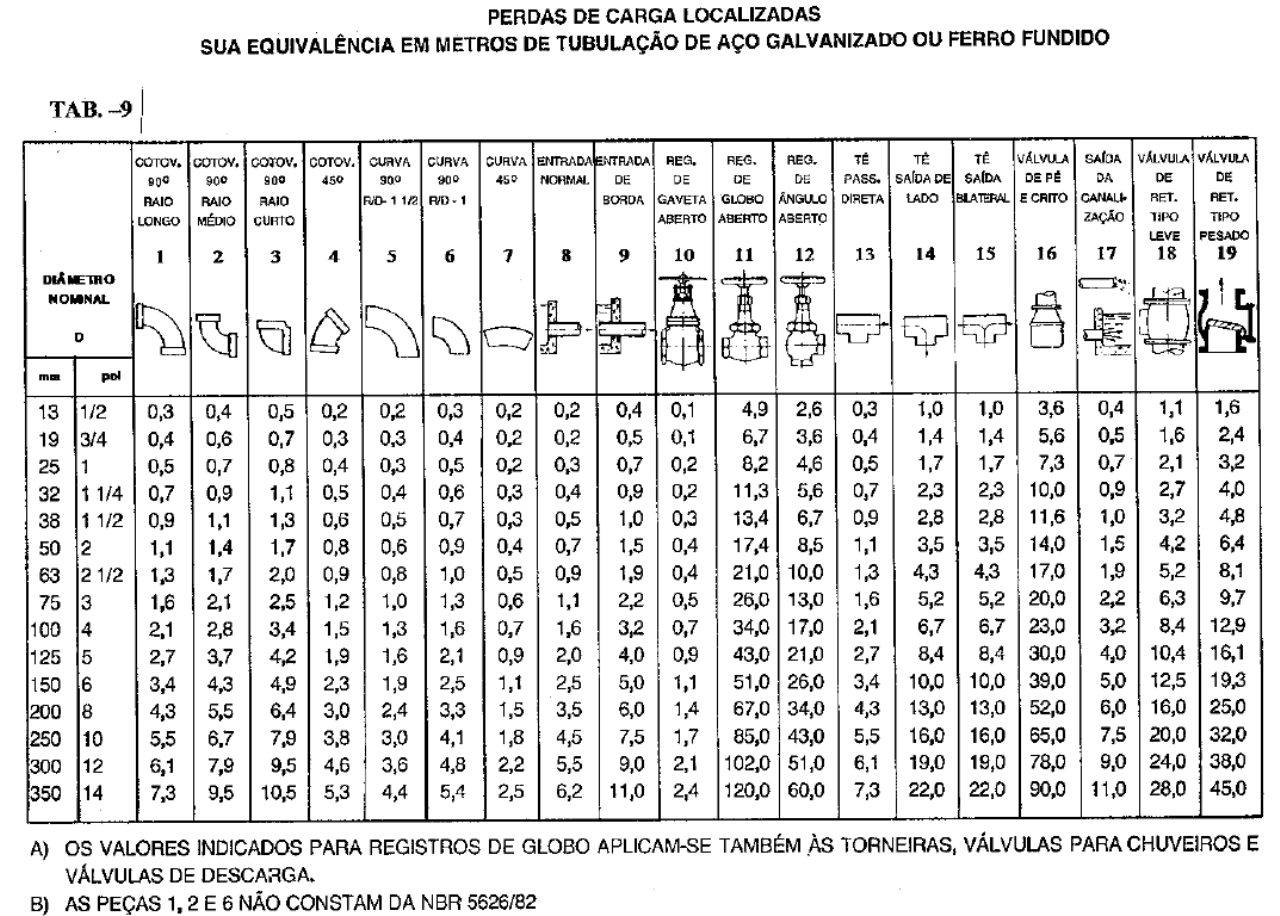 PERDAS DE CARGA LOCALIZADAS
SUA EQUIVALÊNCIA EM METROS DE TUBULAÇÃO DE AÇO GALVANIZADO OU FERRO FUNDIDO
TAB. –9
DIÂMETRO NOMINAL D
mm pol
COTOV. 90º RAIO LONGO 1
COTOV. 90º RAIO MÉDIO 2
COTOV. 90º RAIO CURTO 3
COTOV. 45º 4
CURVA 90º R/D- 1 1/2 5
CURVA 90º R/D - 1 6
CURVA 45º 7
ENTRADA NORMAL 8
ENTRADA DE BORDA 9
REG. DE GAVETA ABERTO 10
REG. DE GLOBO ABERTO 11
REG. DE ÂNGULO ABERTO 12
TÊ PASS. DIRETA 13
TÊ SAÍDA DE LADO 14
TÊ SAÍDA BILATERAL 15
VÁLVULA DE PÉ E CRITO 16
SAÍDA DA CANALI- ZAÇÃO 17
VÁLVULA DE RET. TIPO LEVE 18
VÁLVULA DE RET. TIPO PESADO 19
13 1/2 0,3 0,4 0,5 0,2 0,2 0,3 0,2 0,2 0,4 0,1 4,9 2,6 0,3 1,0 1,0 3,6 0,4 1,1 1,6
19 3/4 0,4 0,6 0,7 0,3 0,3 0,4 0,2 0,2 0,5 0,1 6,7 3,6 0,4 1,4 1,4 5,6 0,5 1,6 2,4
25 1 0,5 0,7 0,8 0,4 0,3 0,5 0,2 0,3 0,7 0,2 8,2 4,6 0,5 1,7 1,7 7,3 0,7 2,1 3,2
32 1 1/4 0,7 0,9 1,1 0,5 0,4 0,6 0,3 0,4 0,9 0,2 11,3 5,6 0,7 2,3 2,3 10,0 0,9 2,7 4,0
38 1 1/2 0,9 1,1 1,3 0,6 0,5 0,7 0,3 0,5 1,0 0,3 13,4 6,7 0,9 2,8 2,8 11,6 1,0 3,2 4,8
50 2 1,1 1,4 1,7 0,8 0,6 0,9 0,4 0,7 1,5 0,4 17,4 8,5 1,1 3,5 3,5 14,0 1,5 4,2 6,4
63 2 1/2 1,3 1,7 2,0 0,9 0,8 1,0 0,5 0,9 1,9 0,4 21,0 10,0 1,3 4,3 4,3 17,0 1,9 5,2 8,1
75 3 1,6 2,1 2,5 1,2 1,0 1,3 0,6 1,1 2,2 0,5 26,0 13,0 1,6 5,2 5,2 20,0 2,2 6,3 9,7
100 4 2,1 2,8 3,4 1,5 1,3 1,6 0,7 1,6 3,2 0,7 34,0 17,0 2,1 6,7 6,7 23,0 3,2 8,4 12,9
125 5 2,7 3,7 4,2 1,9 1,6 2,1 0,9 2,0 4,0 0,9 43,0 21,0 2,7 8,4 8,4 30,0 4,0 10,4 16,1
150 6 3,4 4,3 4,9 2,3 1,9 2,5 1,1 2,5 5,0 1,1 51,0 26,0 3,4 10,0 10,0 39,0 5,0 12,5 19,3
200 8 4,3 5,5 6,4 3,0 2,4 3,3 1,5 3,5 6,0 1,4 67,0 34,0 4,3 13,0 13,0 52,0 6,0 16,0 25,0
250 10 5,5 6,7 7,9 3,8 3,0 4,1 1,8 4,5 7,5 1,7 85,0 43,0 5,5 16,0 16,0 65,0 7,5 20,0 32,0
300 12 6,1 7,9 9,5 4,6 3,6 4,8 2,2 5,5 9,0 2,1 102,0 51,0 6,1 19,0 19,0 78,0 9,0 24,0 38,0
350 14 7,3 9,5 10,5 5,3 4,4 5,4 2,5 6,2 11,0 2,4 120,0 60,0 7,3 22,0 22,0 90,0 11,0 28,0 45,0
A) OS VALORES INDICADOS PARA REGISTROS DE GLOBO APLICAM-SE TAMBÉM ÀS TORNEIRAS, VÁLVULAS PARA CHUVEIROS E
VÁLVULAS DE DESCARGA.
B) AS PEÇAS 1, 2 E 6 NÃO CONSTAM DA NBR 5626/82